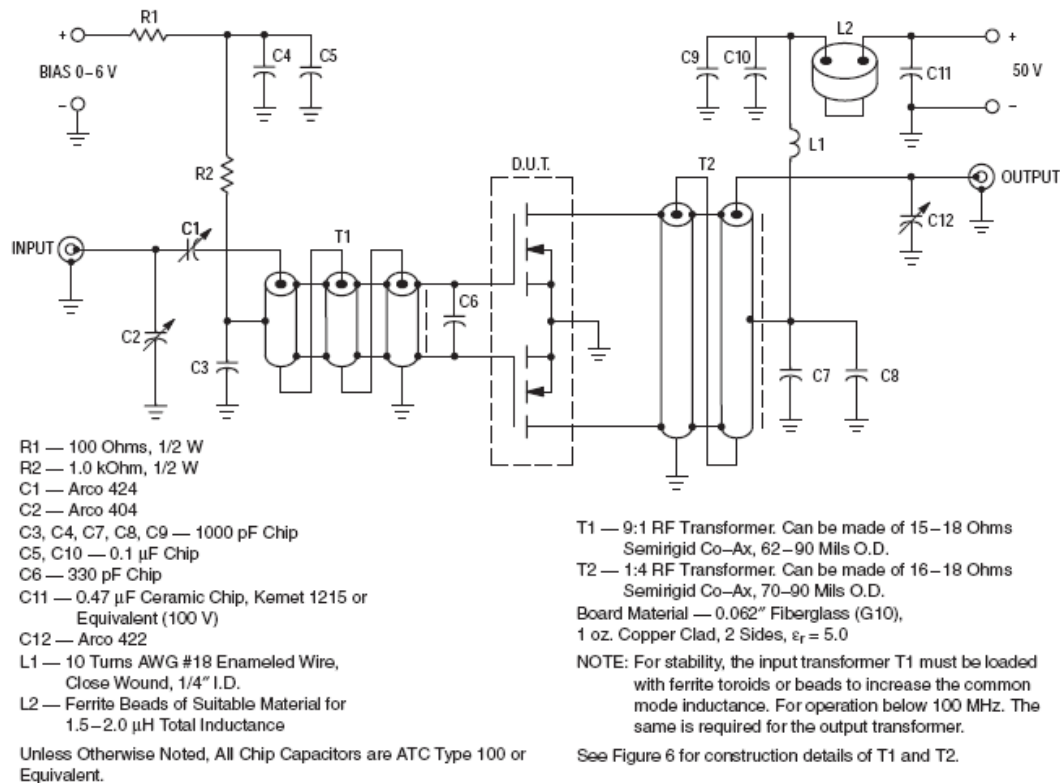 R1
+
BIAS 0–6 V
–
C4
C5
R2
C1
INPUT
C2
C3
T1
C6
D.U.T.
T2
C9
C10
L2
C11
+
50 V
–
L1
OUTPUT
C12
C7
C8
R1 — 100 Ohms, 1/2 W
R2 — 1.0 kOhm, 1/2 W
C1 — Arco 424
C2 — Arco 404
C3, C4, C7, C8, C9 — 1000 pF Chip
C5, C10 — 0.1 μF Chip
C6 — 330 pF Chip
C11 — 0.47 μF Ceramic Chip, Kemet 1215 or
Equivalent (100 V)
C12 — Arco 422
L1 — 10 Turns AWG #18 Enameled Wire,
Close Wound, 1/4″ I.D.
L2 — Ferrite Beads of Suitable Material for
1.5–2.0 μH Total Inductance
Unless Otherwise Noted, All Chip Capacitors are ATC Type 100 or
Equivalent.
T1 — 9:1 RF Transformer. Can be made of 15–18 Ohms
Semirigid Co–Ax, 62–90 Mils O.D.
T2 — 1:4 RF Transformer. Can be made of 16–18 Ohms
Semirigid Co–Ax, 70–90 Mils O.D.
Board Material — 0.062″ Fiberglass (G10),
1 oz. Copper Clad, 2 Sides, εr = 5.0
NOTE: For stability, the input transformer T1 must be loaded
with ferrite toroids or beads to increase the common
mode inductance. For operation below 100 MHz. The
same is required for the output transformer.
See Figure 6 for construction details of T1 and T2.